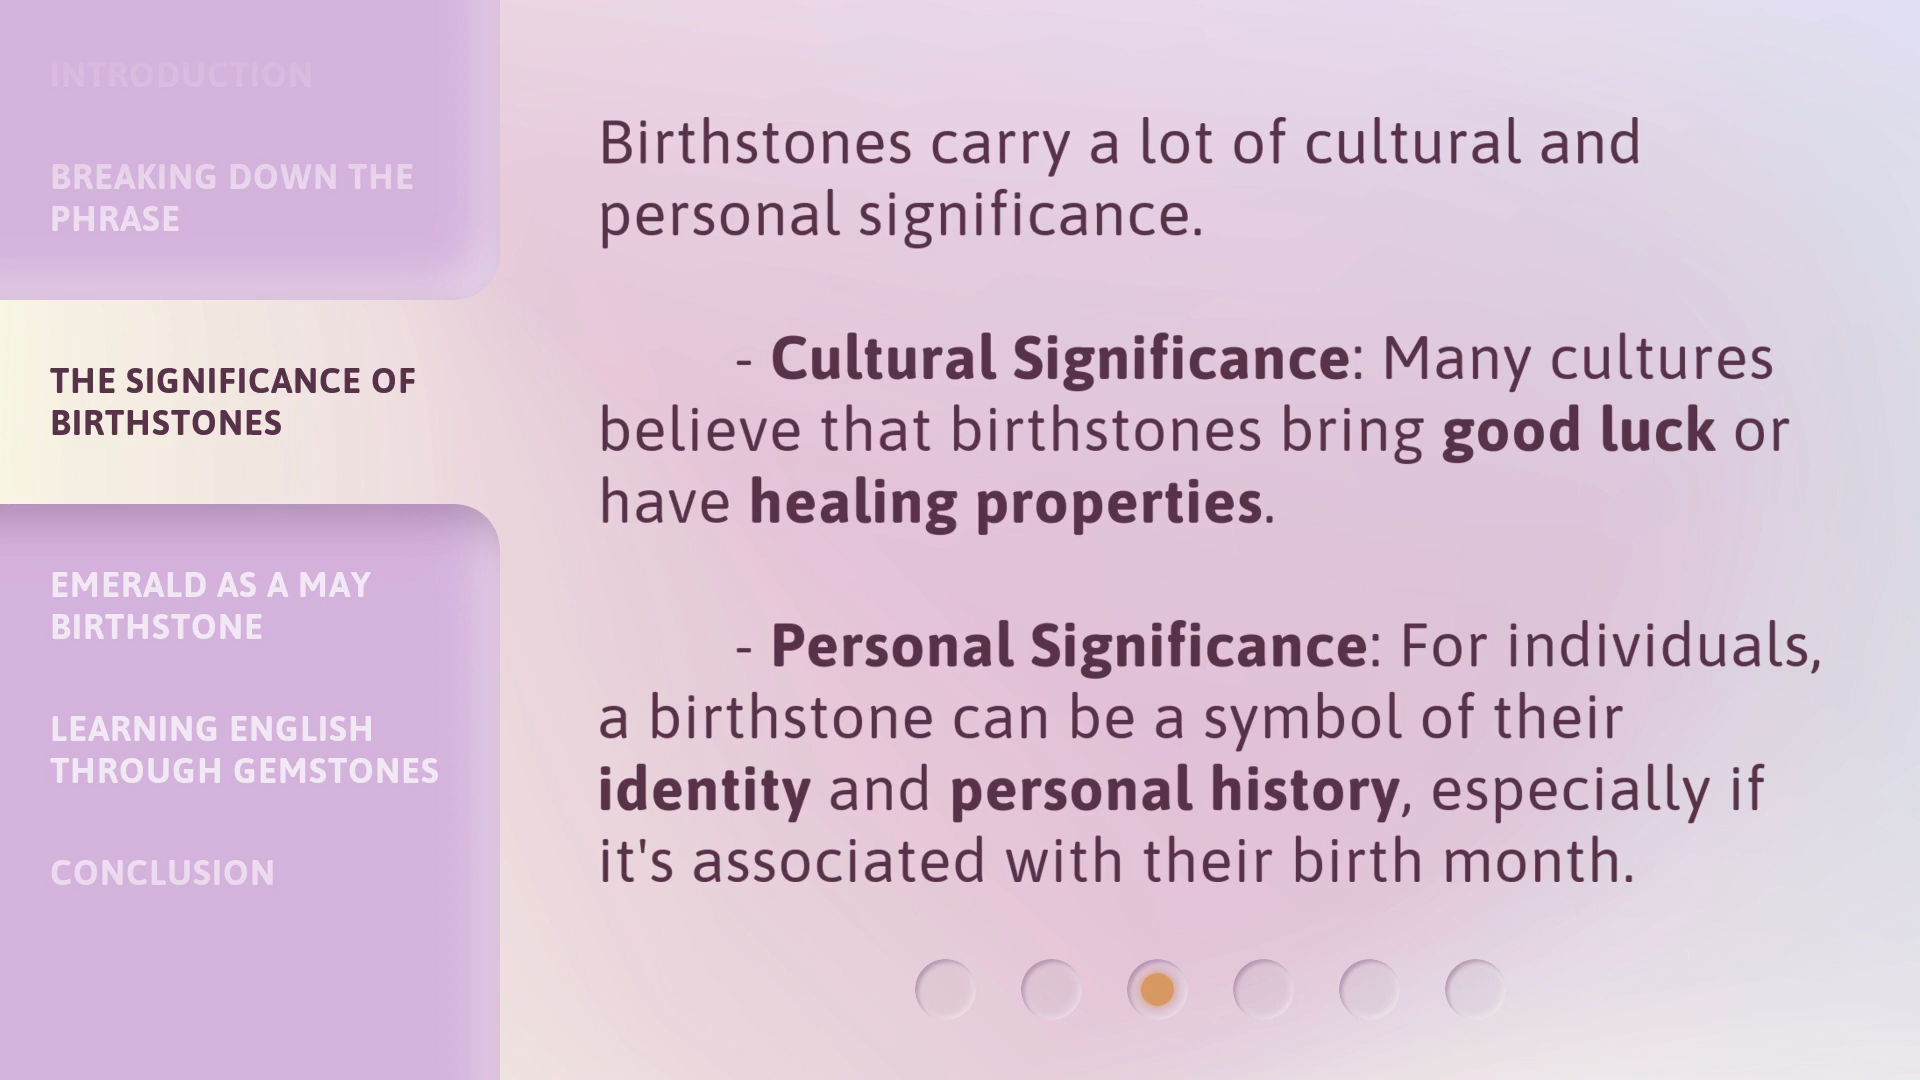 INTRODUCTION
BREAKING DOWN THE
PHRASE
THE SIGNIFICANCE OF
BIRTHSTONES
EMERALD AS A MAY
BIRTHSTONE
LEARNING ENGLISH
THROUGH GEMSTONES
CONCLUSION
Birthstones carry a lot of cultural and
personal significance.
- Cultural Significance: Many cultures
believe that birthstones bring good luck or
have healing properties.
- Personal Significance: For individuals,
a birthstone can be a symbol of their
identity and personal history, especially if
it's associated with their birth month.